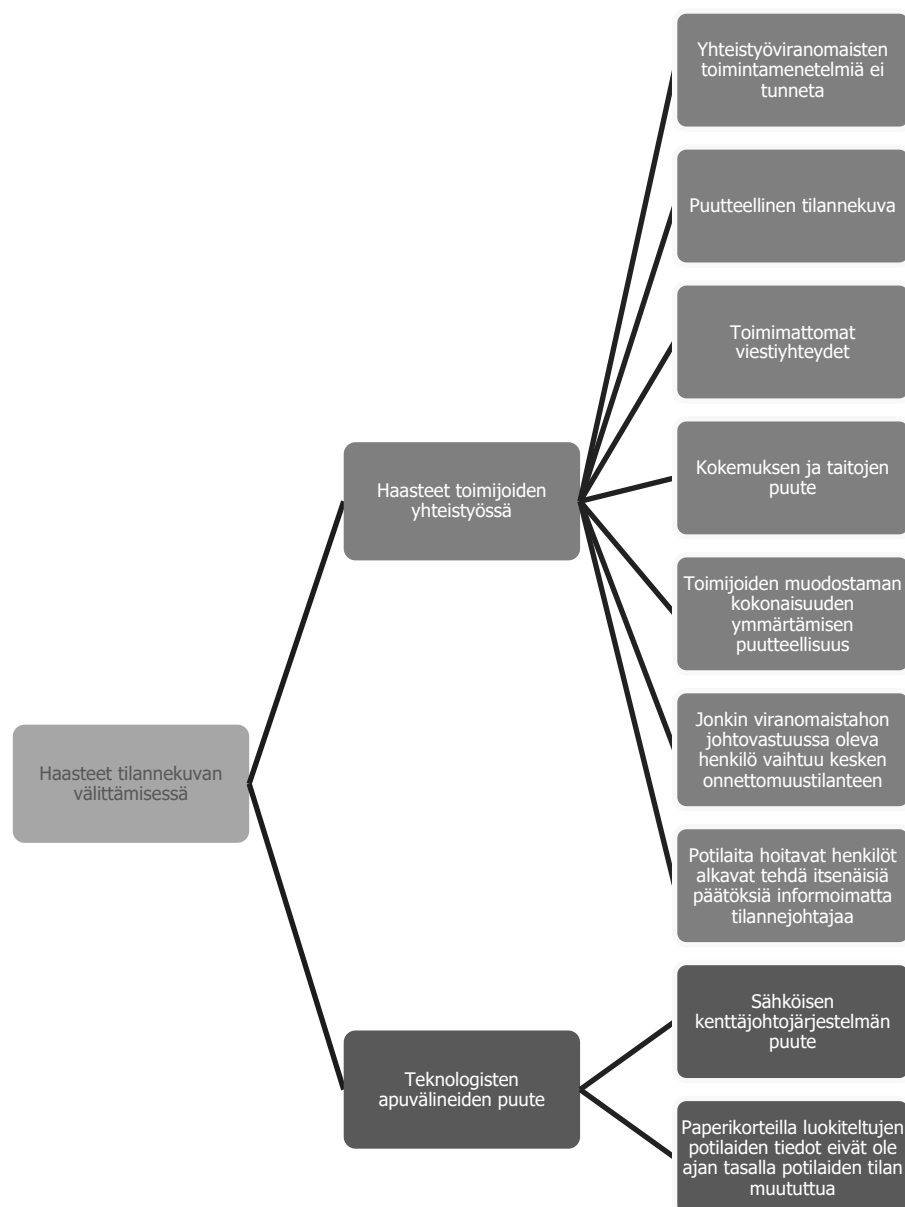 Yhteistyöviranomaisten
toimintamenetelmiä ei
tunneta
Puutteellinen tilannekuva
Toimimattomat
viestiyhteydet
Haasteet toimijoiden
yhteistyössä
Kokemuksen ja taitojen
puute
Toimijoiden muodostaman
kokonaisuuden
ymmärtämisen
puutteellisuus
Jonkin viranomaistahon
johtovastuussa oleva
henkilö vaihtuu kesken
onnettomuustilanteen
Haasteet tilannekuvan
välittämisessä
Potilaita hoitavat henkilöt
alkavat tehdä itsenäisiä
päätöksiä informoimatta
tilannejohtajaa
Sähköisen
kenttäjohtojärjestelmän
puute
Teknologisten
apuvälineiden puute
Paperikorteilla luokiteltujen
potilaiden tiedot eivät ole
ajan tasalla potilaiden tilan
muututtua